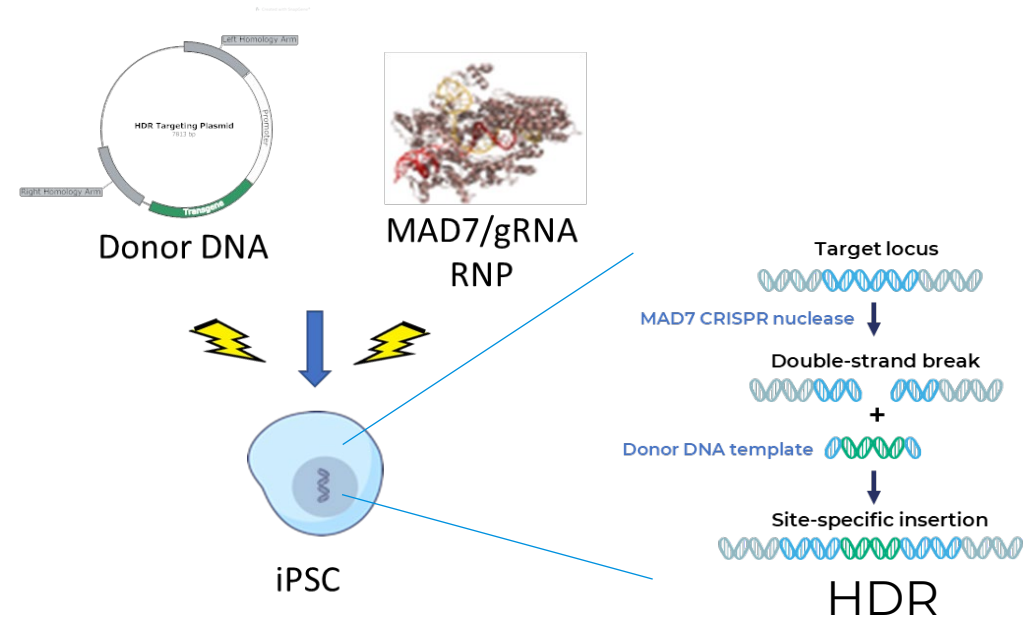 Left Homology Arm
HDR Targeting Plasmid
7813 bp
Promoter
Right Homology Arm
Transgene
Donor DNA
MAD7/gRNA
RNP
iPSC
Target locus
MAD7 CRISPR nuclease
Double-strand break
+
Donor DNA template
Site-specific insertion
HDR